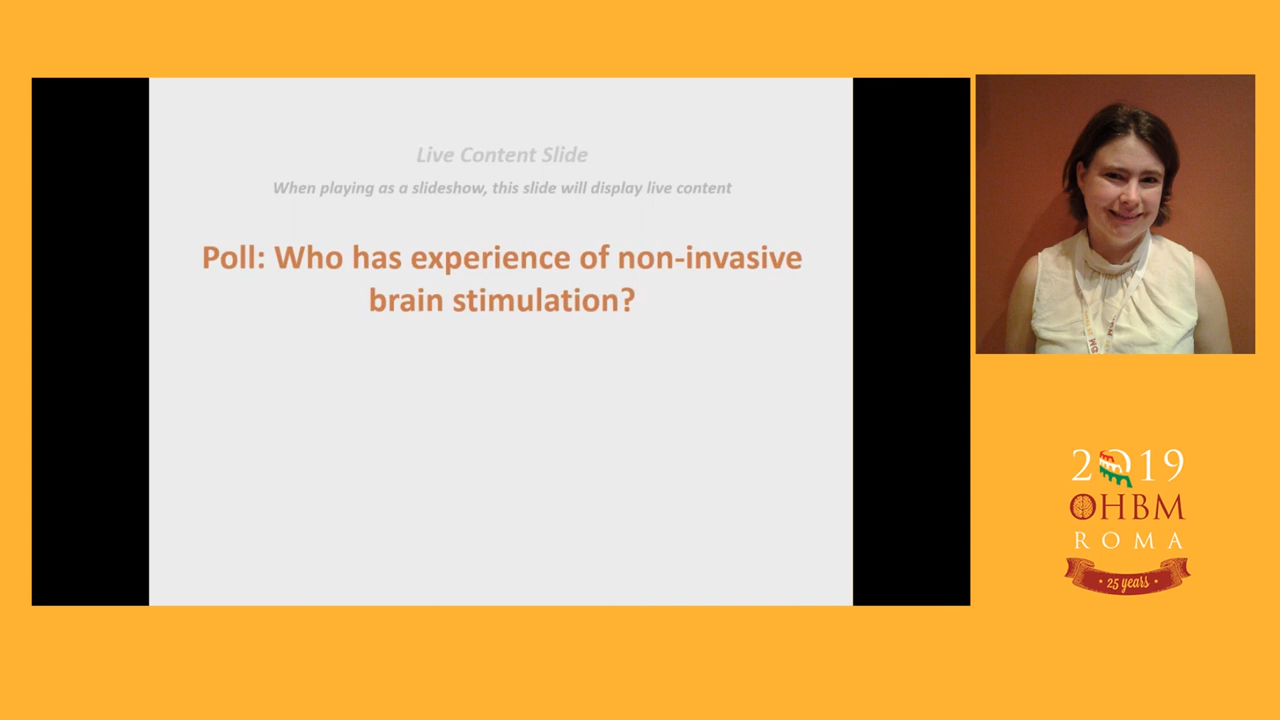 Live Content Slide
When playing as a slideshow, this slide will display live content
Poll: Who has experience of non-invasive
brain stimulation?
2019
OHBM
ROMA
25 years